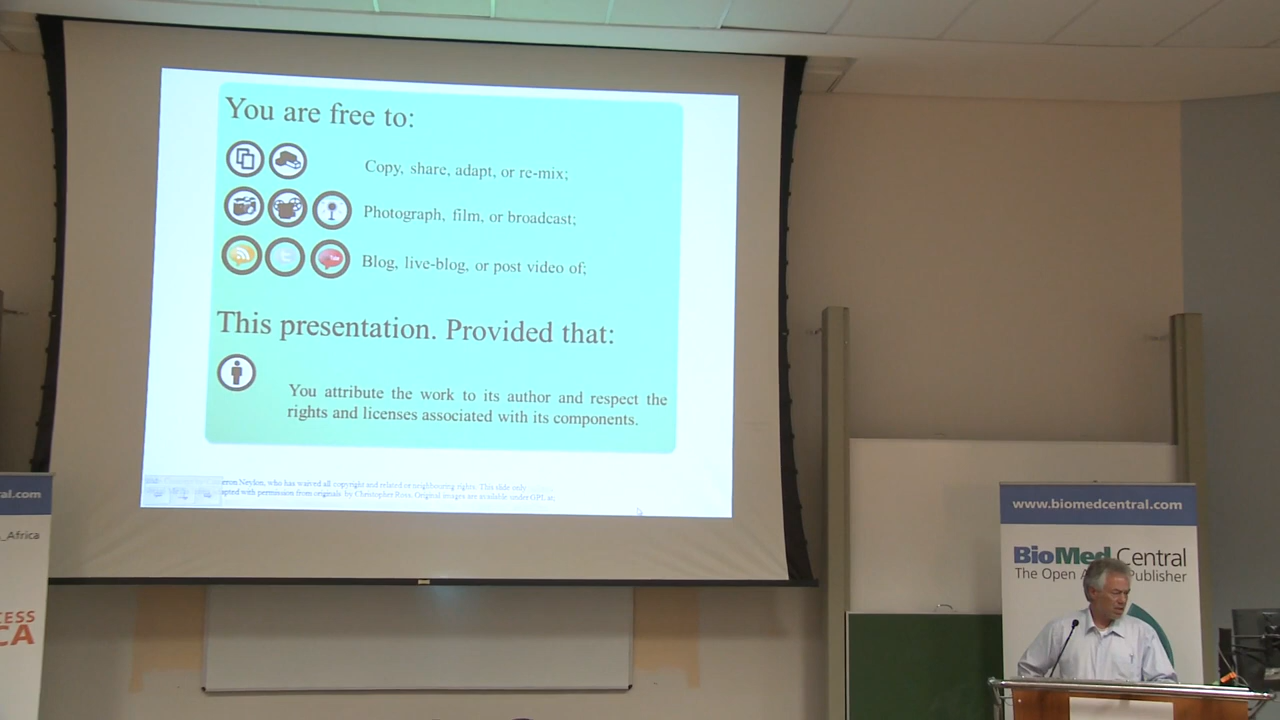 You are free to:
Copy, share, adapt, or re-mix;
Photograph, film, or broadcast;
Blog, live-blog, or post video of;
This presentation. Provided that:
You attribute the work to its author and respect the
rights and licenses associated with its components.
Neylon, who has waived all copyright and related or neighbouring rights. This slide only
with permission from originals by Christopher Ross. Original images are available under GPL at;
al.com
_Africa
CESS
CA
www.biomedcentral.com
BioMed Central
The Open A Publisher